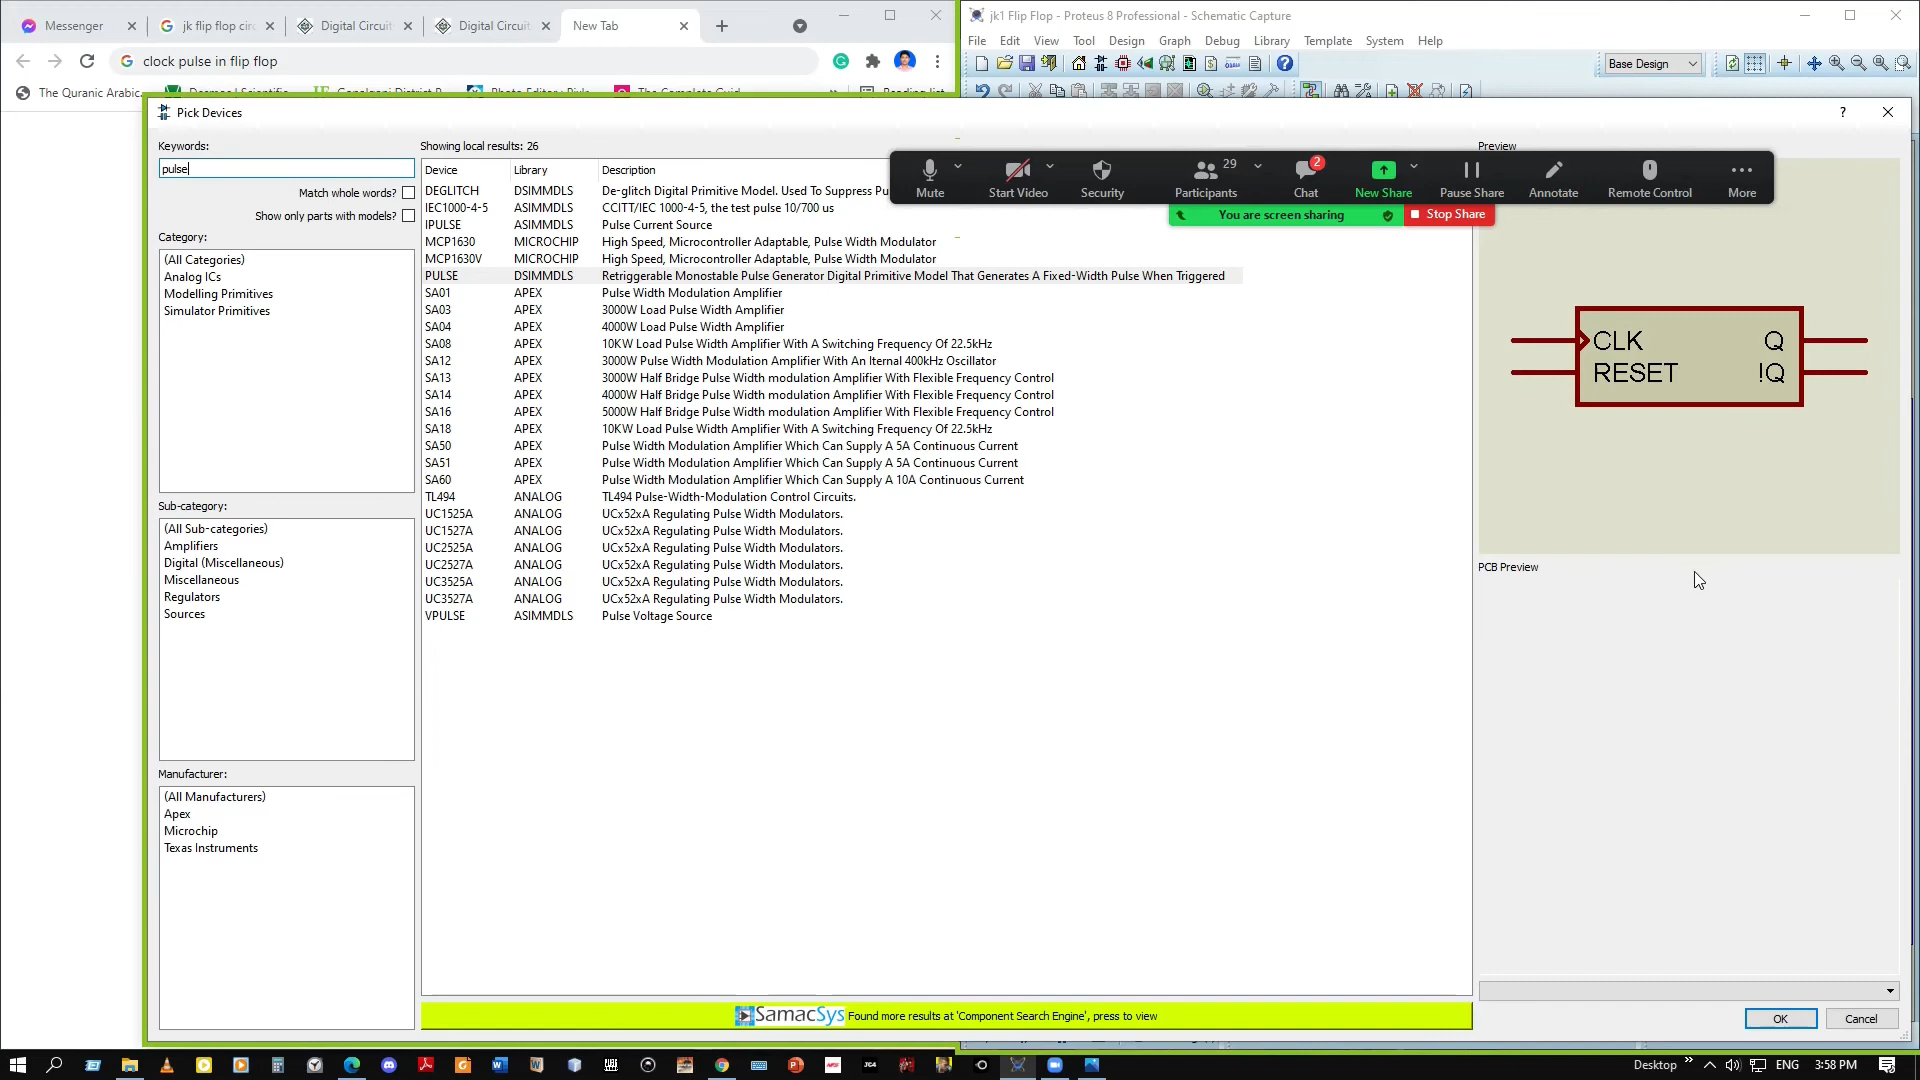 Messenger
jk flip flop cir
Digital Circuit
Digital Circuit
New Tab
jk1 Flip Flop - Proteus 8 Professional - Schematic Capture
File Edit View Tool Design Graph Debug Library Template System Help
clock pulse in flip flop
Base Design
The Quranic Arabic.
Reading list
Pick Devices
Keywords:
pulse
Match whole words?
Show only parts with models?
Category:
(All Categories)
Analog ICs
Modelling Primitives
Simulator Primitives
Sub-category:
(All Sub-categories)
Amplifiers
Digital (Miscellaneous)
Miscellaneous
Regulators
Sources
Manufacturer:
(All Manufacturers)
Apex
Microchip
Texas Instruments
Showing local results: 26
Device Library Description
DEGLITCH DSIMMDLS De-glitch Digital Primitive Model. Used To Suppress Pu
IEC1000-4-5 ASIMMDLS CCITT/IEC 1000-4-5, the test pulse 10/700 us
IPULSE ASIMMDLS Pulse Current Source
MCP1630 MICROCHIP High Speed, Microcontroller Adaptable, Pulse Width Modulator
MCP1630V MICROCHIP High Speed, Microcontroller Adaptable, Pulse Width Modulator
PULSE DSIMMDLS Retriggerable Monostable Pulse Generator Digital Primitive Model That Generates A Fixed-Width Pulse When Triggered
SA01 APEX Pulse Width Modulation Amplifier
SA03 APEX 3000W Load Pulse Width Amplifier
SA04 APEX 4000W Load Pulse Width Amplifier
SA08 APEX 10KW Load Pulse Width Amplifier With A Switching Frequency Of 22.5kHz
SA12 APEX 3000W Pulse Width Modulation Amplifier With An Iternal 400kHz Oscillator
SA13 APEX 3000W Half Bridge Pulse Width modulation Amplifier With Flexible Frequency Control
SA14 APEX 4000W Half Bridge Pulse Width modulation Amplifier With Flexible Frequency Control
SA16 APEX 5000W Half Bridge Pulse Width modulation Amplifier With Flexible Frequency Control
SA18 APEX 10KW Load Pulse Width Amplifier With A Switching Frequency Of 22.5kHz
SA50 APEX Pulse Width Modulation Amplifier Which Can Supply A 5A Continuous Current
SA51 APEX Pulse Width Modulation Amplifier Which Can Supply A 5A Continuous Current
SA60 APEX Pulse Width Modulation Amplifier Which Can Supply A 10A Continuous Current
TL494 ANALOG TL494 Pulse-Width-Modulation Control Circuits.
UC1525A ANALOG UCx52xA Regulating Pulse Width Modulators.
UC1527A ANALOG UCx52xA Regulating Pulse Width Modulators.
UC2525A ANALOG UCx52xA Regulating Pulse Width Modulators.
UC2527A ANALOG UCx52xA Regulating Pulse Width Modulators.
UC3525A ANALOG UCx52xA Regulating Pulse Width Modulators.
UC3527A ANALOG UCx52xA Regulating Pulse Width Modulators.
VPULSE ASIMMDLS Pulse Voltage Source
SamacSys Found more results at 'Component Search Engine', press to view
Mute
Start Video
Security
29
Participants
2
Chat
New Share
Pause Share
Annotate
Remote Control
More
You are screen sharing
Stop Share
Preview
CLK Q
RESET !Q
PCB Preview
OK Cancel
Desktop
ENG
3:58 PM